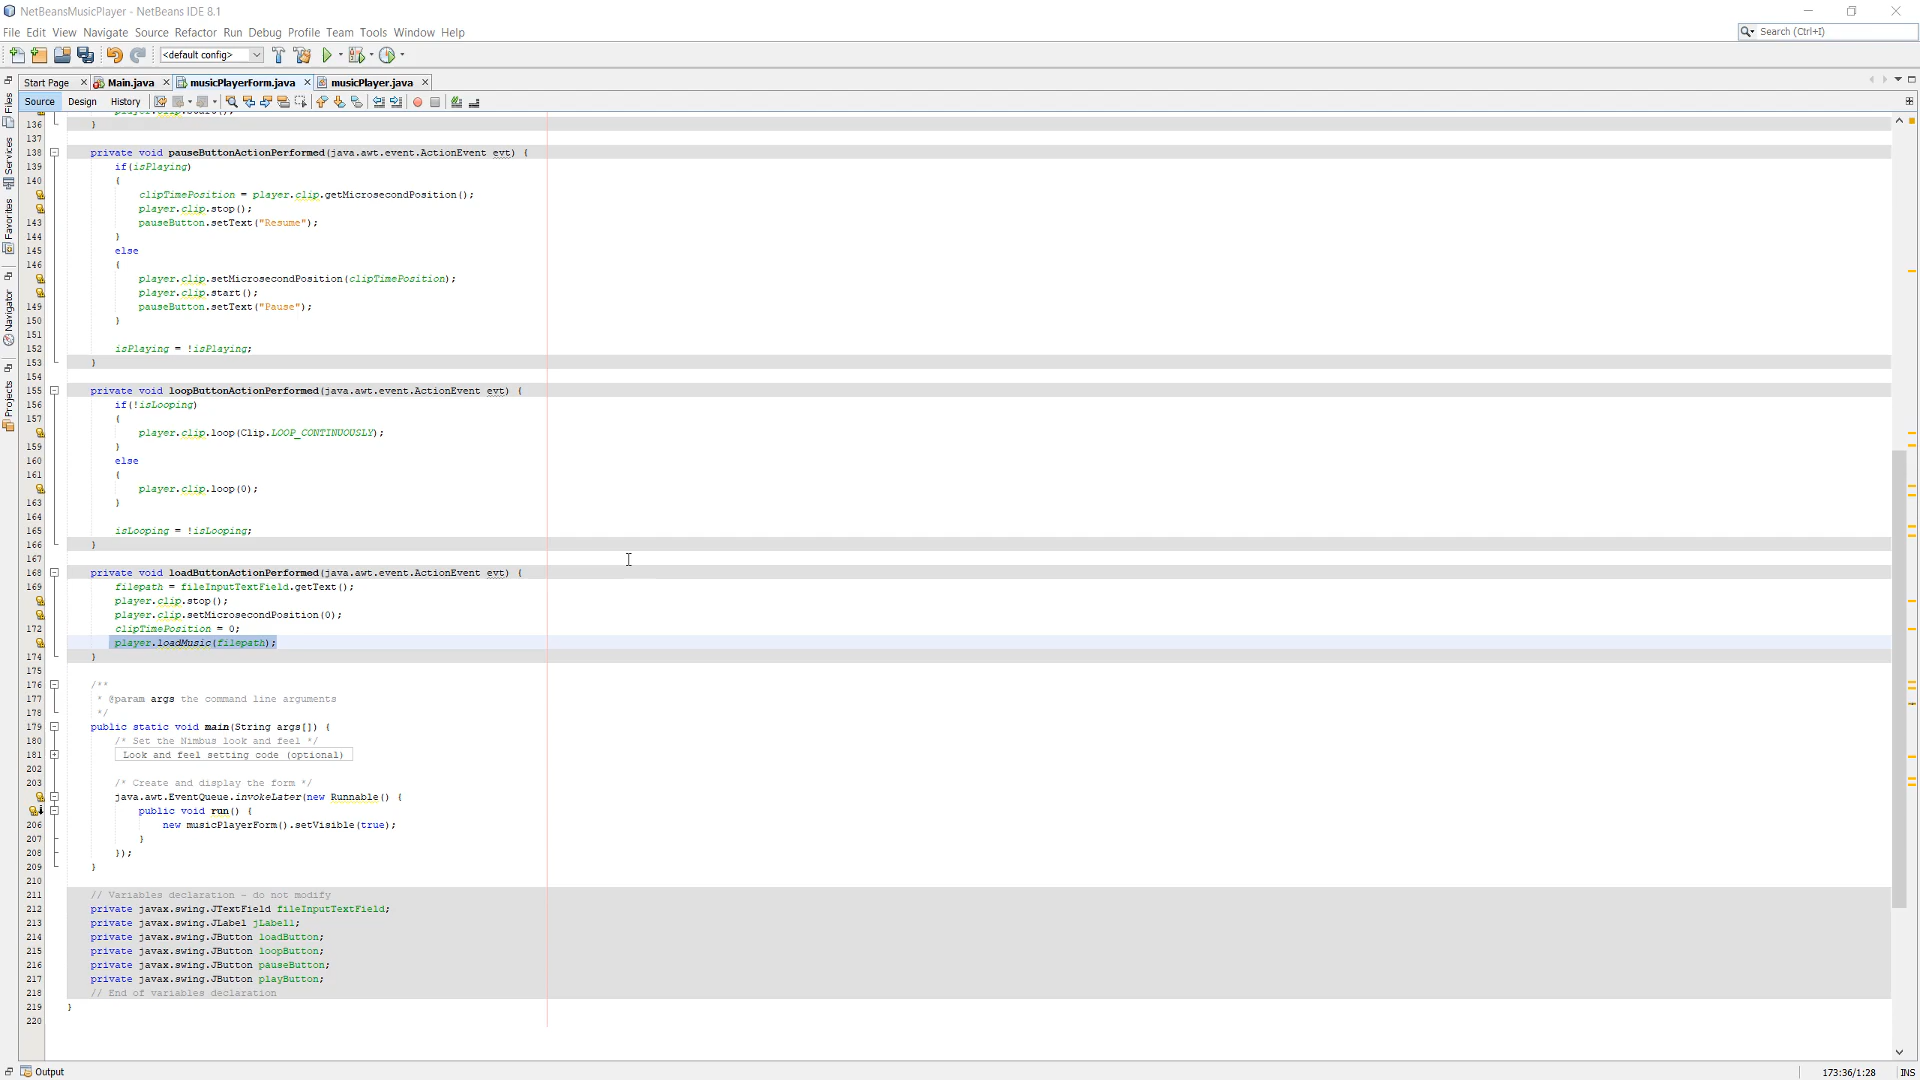 NetBeansMusicPlayer - NetBeans IDE 8.1
File Edit View Navigate Source Refactor Run Debug Profile Team Tools Window Help
Search (Ctrl+I)
<default config>
Start Page Main.java musicPlayerForm.java musicPlayer.java
Source Design History
Files
Services
Favorites
Navigator
Projects
136 }
137
138 private void pauseButtonActionPerformed(java.awt.event.ActionEvent evt) {
139 if(isPlaying)
140 {
clipTimePosition = player.clip.getMicrosecondPosition();
player.clip.stop();
143 pauseButton.setText("Resume");
144 }
145 else
146 {
player.clip.setMicrosecondPosition(clipTimePosition);
player.clip.start();
149 pauseButton.setText("Pause");
150 }
151
152 isPlaying = !isPlaying;
153 }
154
155 private void loopButtonActionPerformed(java.awt.event.ActionEvent evt) {
156 if(!isLooping)
157 {
player.clip.loop(Clip.LOOP_CONTINUOUSLY);
159 }
160 else
161 {
player.clip.loop(0);
163 }
164
165 isLooping = !isLooping;
166 }
167
168 private void loadButtonActionPerformed(java.awt.event.ActionEvent evt) {
169 filepath = fileInputTextField.getText();
player.clip.stop();
player.clip.setMicrosecondPosition(0);
172 clipTimePosition = 0;
player.loadMusic(filepath);
174 }
175
176 /**
177 * @param args the command line arguments
178 */
179 public static void main(String args[]) {
180 /* Set the Nimbus look and feel */
181 Look and feel setting code (optional)
202
203 /* Create and display the form */
java.awt.EventQueue.invokeLater(new Runnable() {
public void run() {
206 new musicPlayerForm().setVisible(true);
207 }
208 });
209 }
210
211 // Variables declaration - do not modify
212 private javax.swing.JTextField fileInputTextField;
213 private javax.swing.JLabel jLabel1;
214 private javax.swing.JButton loadButton;
215 private javax.swing.JButton loopButton;
216 private javax.swing.JButton pauseButton;
217 private javax.swing.JButton playButton;
218 // End of variables declaration
219 }
220
Output
173:36/1:28 INS